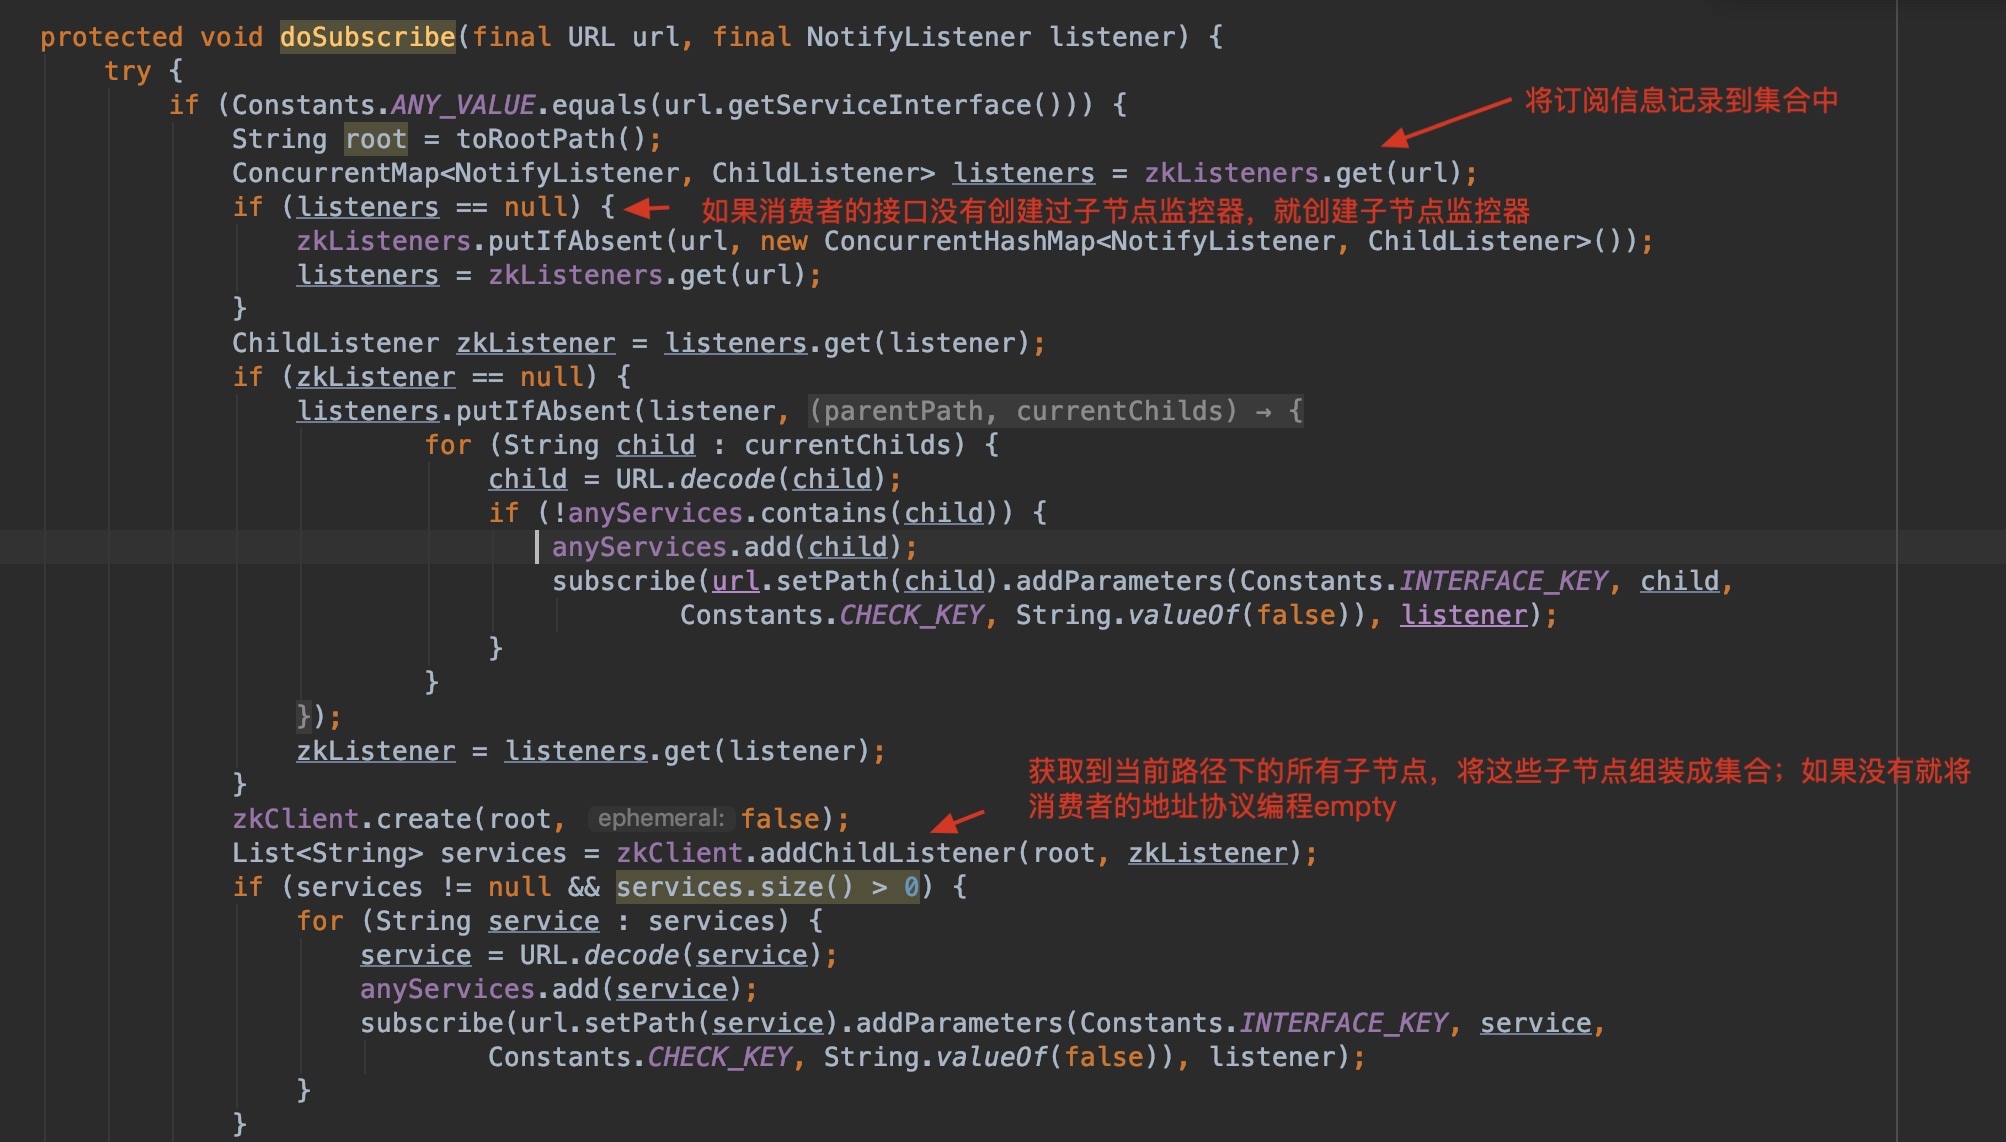 protected void doSubscribe(final URL url, final NotifyListener listener) {
try {
if (Constants.ANY_VALUE.equals(url.getServiceInterface())) {
将订阅信息记录到集合中
String root = toRootPath();
ConcurrentMap<NotifyListener, ChildListener> listeners = zkListeners.get(url);
if (listeners == null) {
如果消费者的接口没有创建过子节点监控器，就创建子节点监控器
zkListeners.putIfAbsent(url, new ConcurrentHashMap<NotifyListener, ChildListener>());
listeners = zkListeners.get(url);
}
ChildListener zkListener = listeners.get(listener);
if (zkListener == null) {
listeners.putIfAbsent(listener, (parentPath, currentChilds) → {
for (String child : currentChilds) {
child = URL.decode(child);
if (!anyServices.contains(child)) {
anyServices.add(child);
subscribe(url.setPath(child).addParameters(Constants.INTERFACE_KEY, child,
Constants.CHECK_KEY, String.valueOf(false)), listener);
}
}
});
zkListener = listeners.get(listener);
}
获取到当前路径下的所有子节点，将这些子节点组装成集合；如果没有就将
消费者的地址协议编程empty
zkClient.create(root, ephemeral: false);
List<String> services = zkClient.addChildListener(root, zkListener);
if (services != null && services.size() > 0) {
for (String service : services) {
service = URL.decode(service);
anyServices.add(service);
subscribe(url.setPath(service).addParameters(Constants.INTERFACE_KEY, service,
Constants.CHECK_KEY, String.valueOf(false)), listener);
}
}